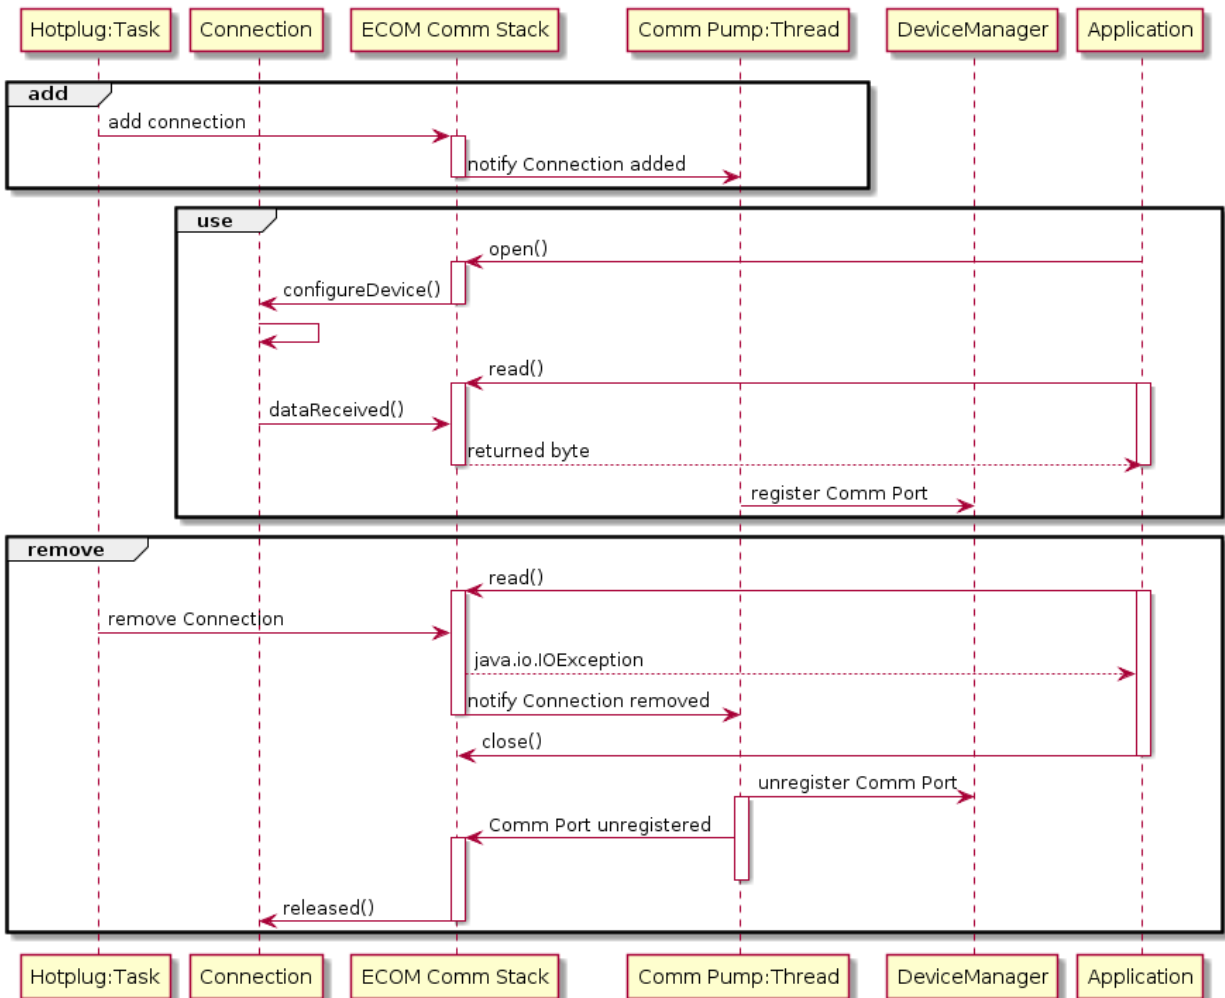 Hotplug:Task Connection ECOM Comm Stack Comm Pump:Thread DeviceManager Application
add
add connection
notify Connection added
use
open()
configureDevice()
read()
dataReceived()
returned byte
register Comm Port
remove
read()
remove Connection
java.io.IOException
notify Connection removed
close()
unregister Comm Port
Comm Port unregistered
released()
Hotplug:Task Connection ECOM Comm Stack Comm Pump:Thread DeviceManager Application